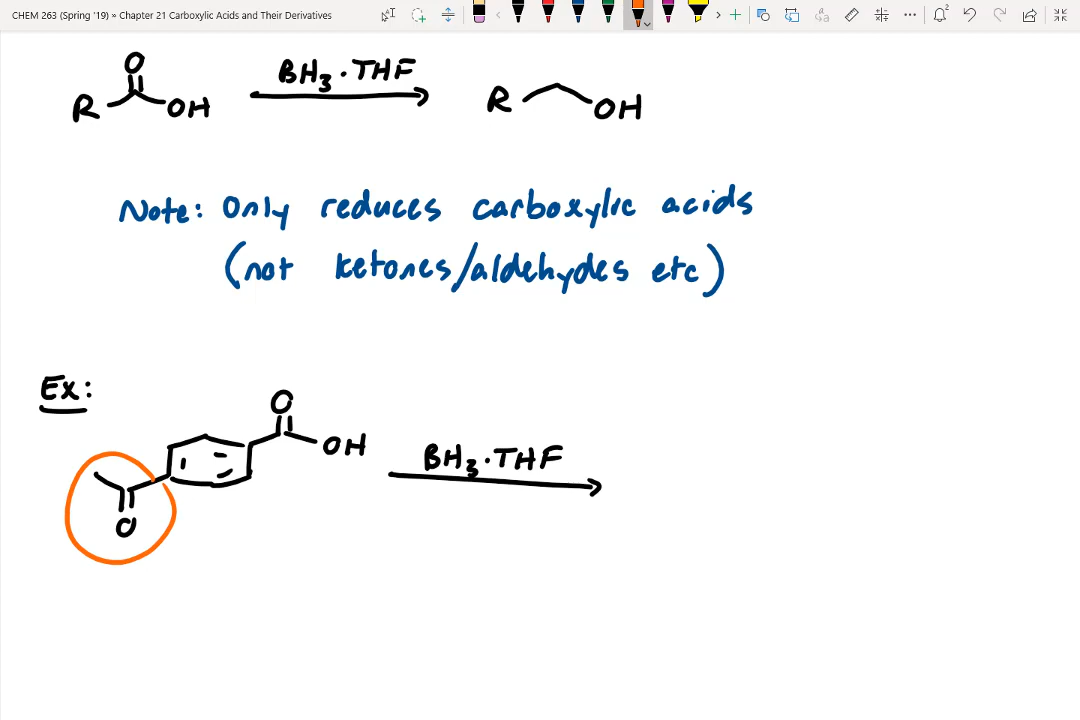 CHEM 263 (Spring '19) » Chapter 21 Carboxylic Acids and Their Derivatives
2
O
BH3·THF
R OH
R OH
Note: Only reduces carboxylic acids
(not ketones/aldehydes etc)
Ex:
O
OH
BH3·THF
O